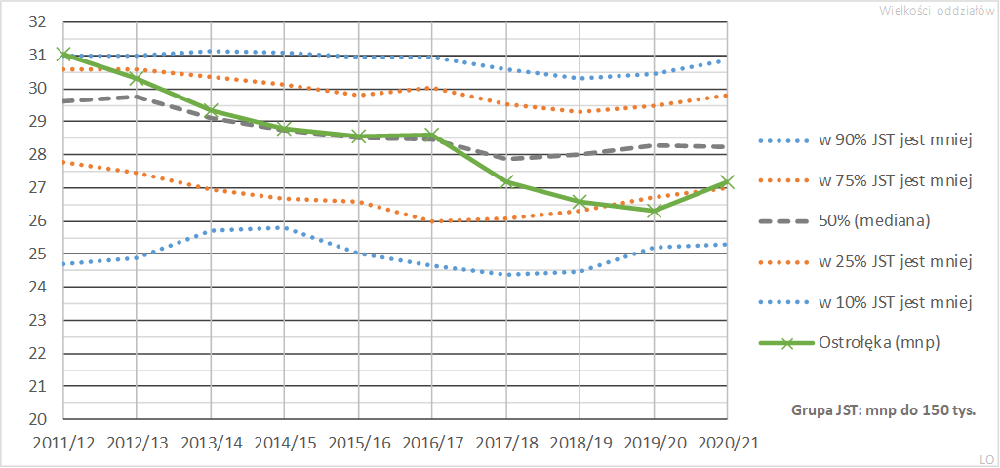 Wielkości oddziałów
32
31
30
29
28
27
26
25
24
23
22
21
20
2011/12 2012/13 2013/14 2014/15 2015/16 2016/17 2017/18 2018/19 2019/20 2020/21
w 90% JST jest mniej
w 75% JST jest mniej
50% (mediana)
w 25% JST jest mniej
w 10% JST jest mniej
Ostrołęka (mnp)
Grupa JST: mnp do 150 tys.
LO